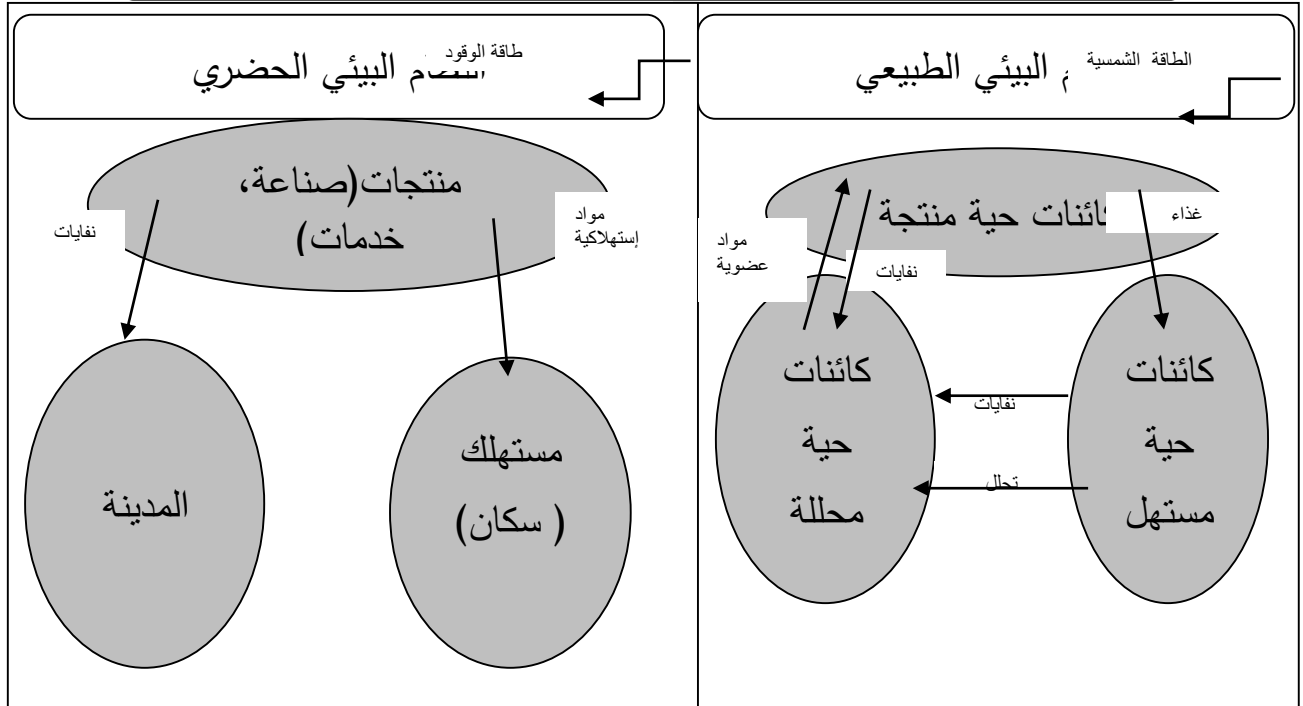 الطاقة الشمسية
البيئي الطبيعي
كائنات حية منتجة
غذاء
مواد
عضوية
نفايات
كائنات
حية
مستهل
نفايات
تحلل
كائنات
حية
محللة
طاقة الوقود
البيئي الحضري
منتجات(صناعة،
خدمات)
مواد
إستهلاكية
نفايات
مستهلك
( سكان)
المدينة